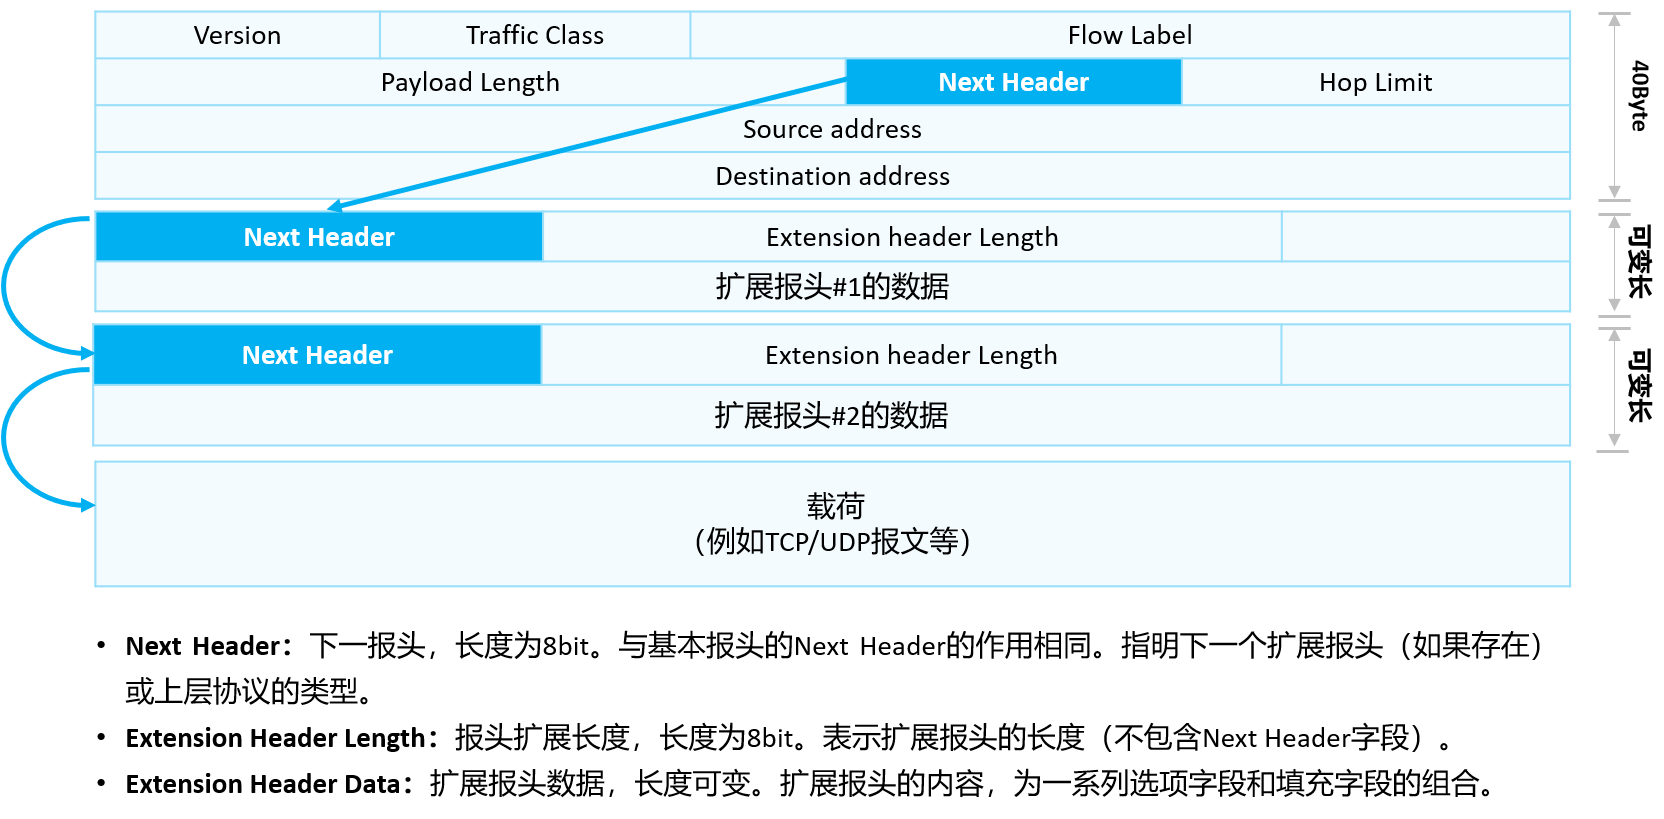 Version Traffic Class Flow Label
Payload Length Next Header Hop Limit
Source address
Destination address
40Byte
Next Header Extension header Length
扩展报头#1的数据
可变长
Next Header Extension header Length
扩展报头#2的数据
可变长
载荷
（例如TCP/UDP报文等）
• Next Header：下一报头，长度为8bit。与基本报头的Next Header的作用相同。指明下一个扩展报头（如果存在）
或上层协议的类型。
• Extension Header Length：报头扩展长度，长度为8bit。表示扩展报头的长度（不包含Next Header字段）。
• Extension Header Data：扩展报头数据，长度可变。扩展报头的内容，为一系列选项字段和填充字段的组合。